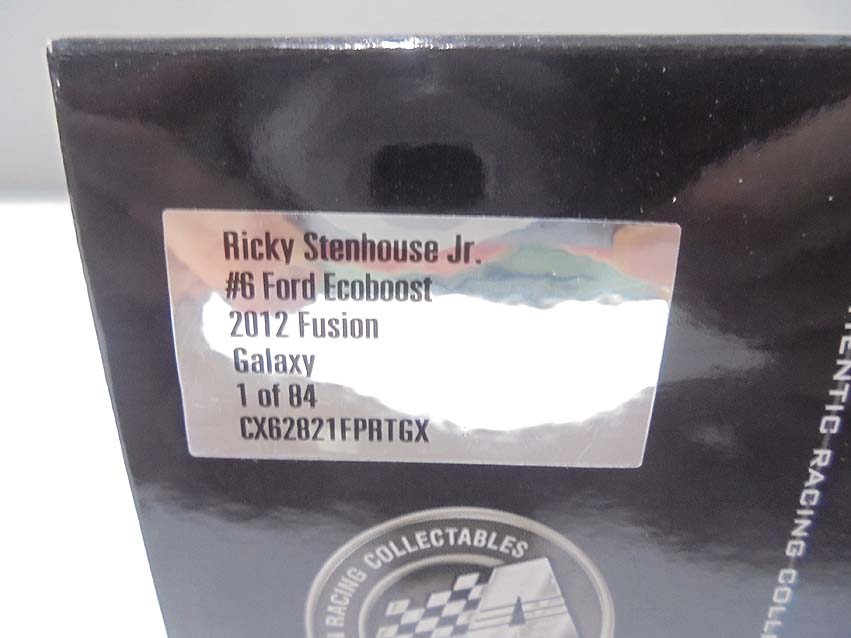 Ricky Stenhouse Jr.
#6 Ford Ecoboost
2012 Fusion
Galaxy
1 of 84
CX62821FPRTGX
RACING COLLECTABLES
A
RACING